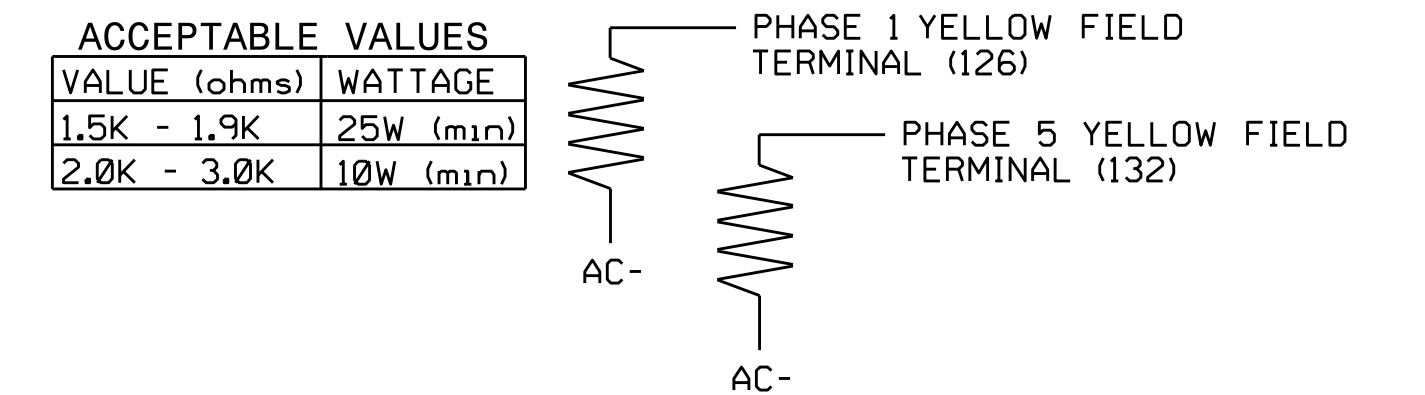 ACCEPTABLE VALUES
VALUE (ohms) WATTAGE
1.5K - 1.9K 25W (min)
2.0K - 3.0K 10W (min)
PHASE 1 YELLOW FIELD
TERMINAL (126)
AC-
PHASE 5 YELLOW FIELD
TERMINAL (132)
AC-